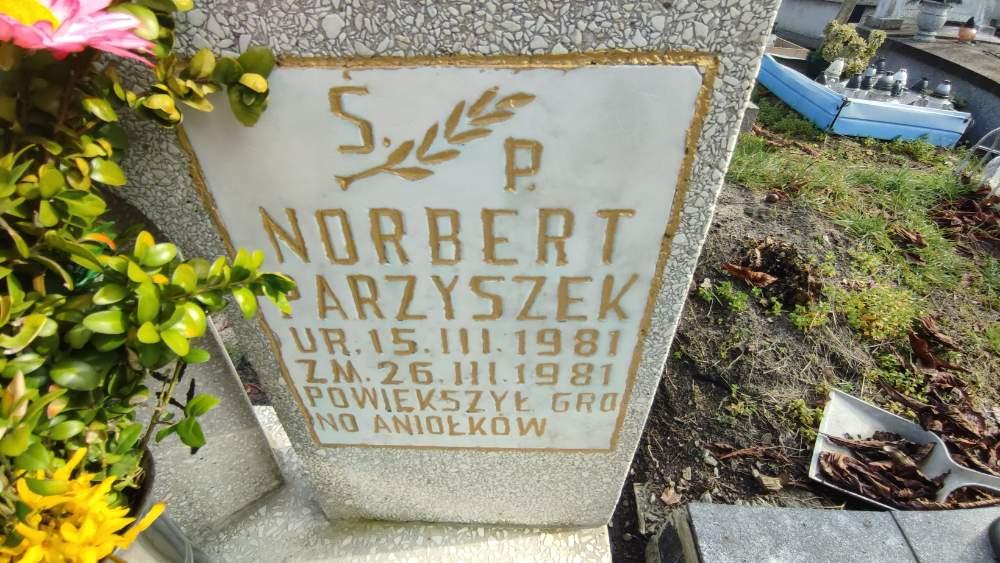 Ś. P.
NORBERT
PARZYSZEK
UR. 15. III. 1981
ZM. 26. III. 1981
POWIĘKSZYŁ GRO
NO ANIOŁKÓW